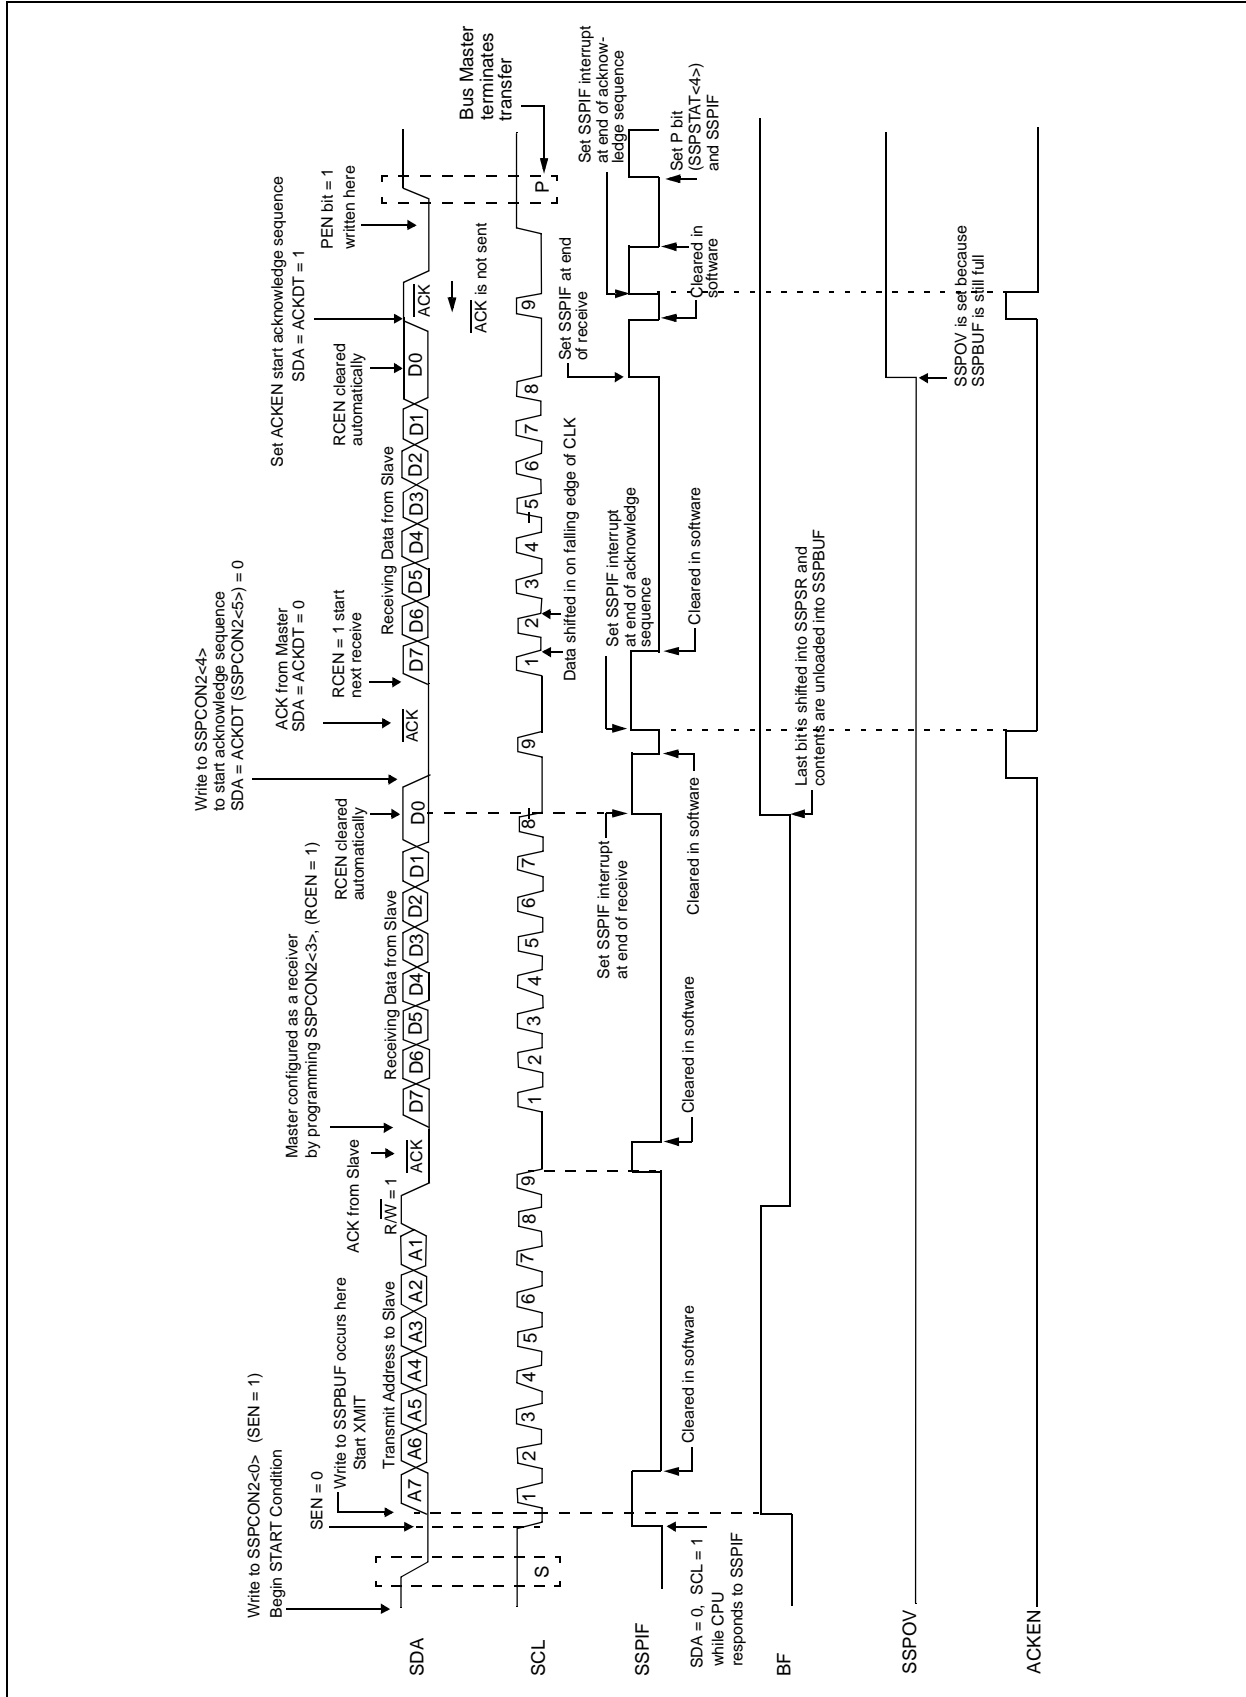 Write to SSPCON2<0> (SEN = 1)
Begin START Condition
SEN = 0
Write to SSPBUF occurs here
Start XMIT
Master configured as a receiver
by programming SSPCON2<3>, (RCEN = 1)
ACK from Slave
RCEN cleared
automatically
Write to SSPCON2<4>
to start acknowledge sequence
SDA = ACKDT (SSPCON2<5>) = 0
ACK from Master
SDA = ACKDT = 0
RCEN = 1 start
next receive
Set ACKEN start acknowledge sequence
SDA = ACKDT = 1
RCEN cleared
automatically
PEN bit = 1
written here
Transmit Address to Slave
R/W = 1
Receiving Data from Slave
Receiving Data from Slave
SDA
A7 A6 A5 A4 A3 A2 A1
ACK
D7 D6 D5 D4 D3 D2 D1 D0
ACK
D7 D6 D5 D4 D3 D2 D1 D0
ACK
ACK is not sent
Bus Master
terminates
transfer
SCL
S
1 2 3 4 5 6 7 8 9
1 2 3 4 5 6 7 8 9
1 2 3 4 5 6 7 8 9
P
Data shifted in on falling edge of CLK
Set SSPIF interrupt
at end of receive
Set SSPIF interrupt
at end of acknowledge
sequence
Set SSPIF at end
of receive
Set SSPIF interrupt
at end of acknow-
ledge sequence
SSPIF
SDA = 0, SCL = 1
while CPU
responds to SSPIF
Cleared in software
Cleared in software
Cleared in software
Cleared in software
Cleared in
software
Set P bit
(SSPSTAT<4>)
and SSPIF
BF
Last bit is shifted into SSPSR and
contents are unloaded into SSPBUF
SSPOV
SSPOV is set because
SSPBUF is still full
ACKEN